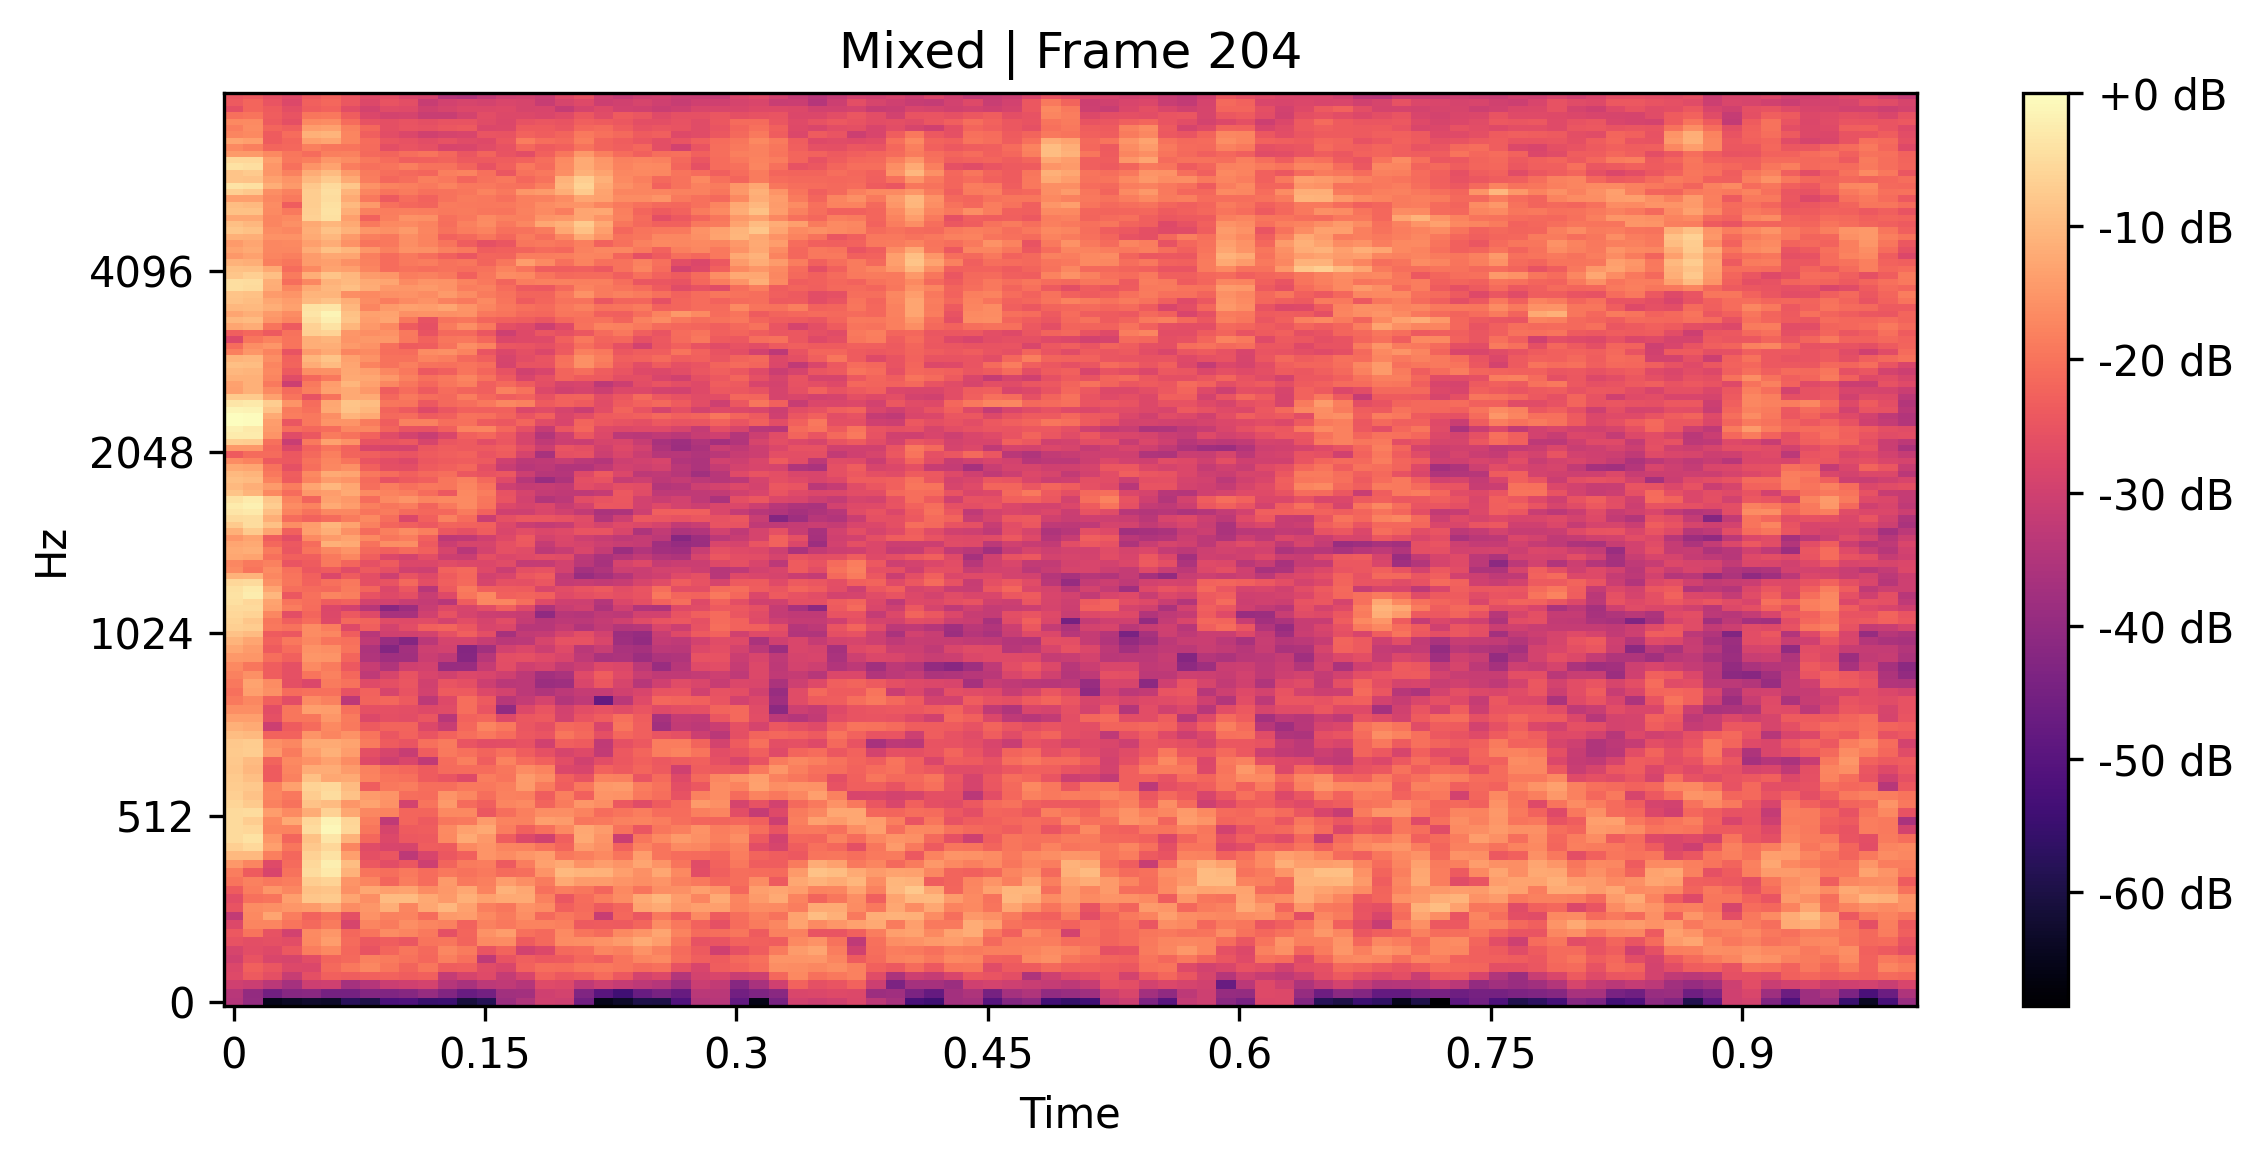 Mixed | Frame 204
+0 dB
-10 dB
-20 dB
-30 dB
-40 dB
-50 dB
-60 dB
Hz
4096
2048
1024
512
0
0 0.15 0.3 0.45 0.6 0.75 0.9
Time